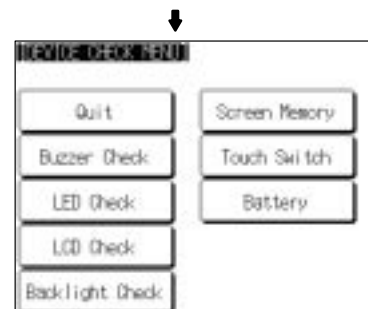 [DEVICE CHECK MENU]
Quit
Buzzer Check
LED Check
LCD Check
Backlight Check
Screen Memory
Touch Switch
Battery